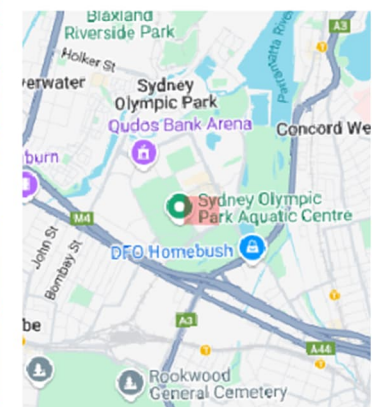 Blaxland
Riverside Park
A3
Holker St
Parramatta River
erwater
Sydney
Olympic Park
Qudos Bank Arena
Concord We
burn
Sydney Olympic
Park Aquatic Centre
M4
DFO Homebush
John St
Bombay St
be
A3
A44
Rookwood
General Cemetery